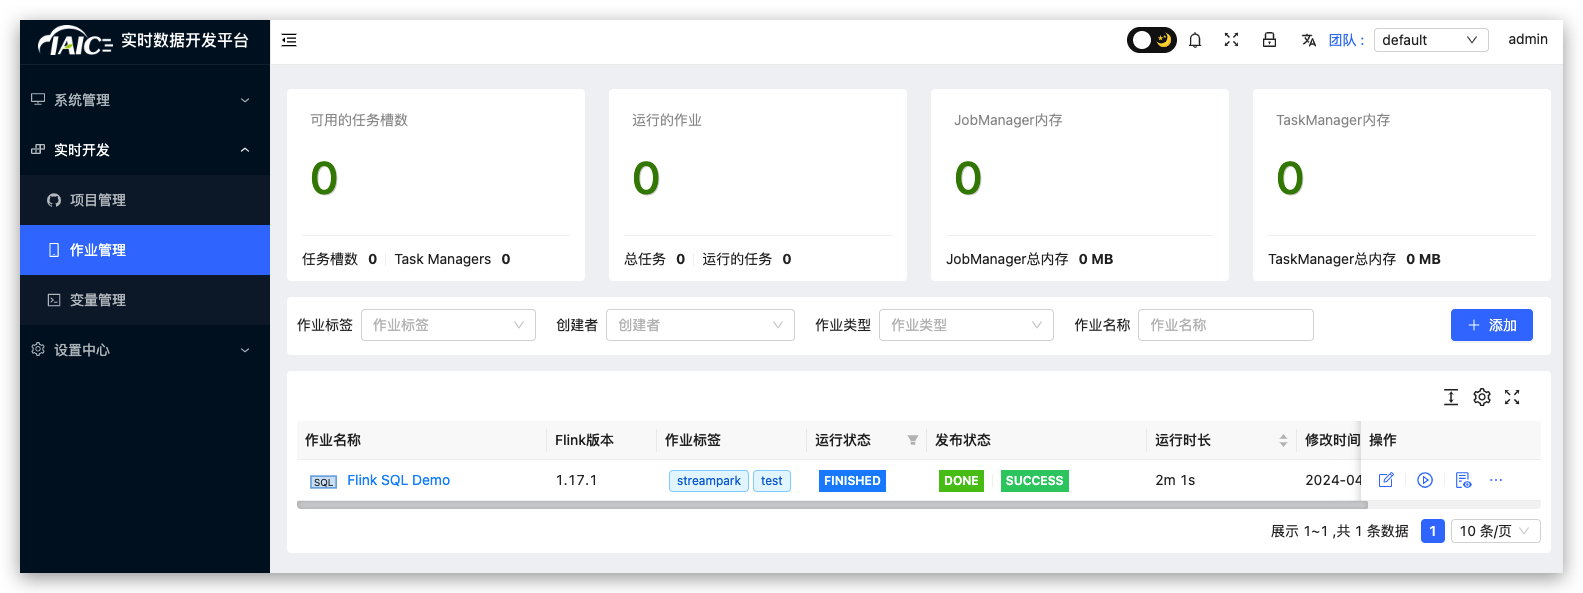 IAIC 实时数据开发平台
团队 : default admin
系统管理
实时开发
项目管理
作业管理
变量管理
设置中心
可用的任务槽数
0
任务槽数 0 Task Managers 0
运行的作业
0
总任务 0 运行的任务 0
JobManager内存
0
JobManager总内存 0 MB
TaskManager内存
0
TaskManager总内存 0 MB
作业标签 作业标签 创建者 创建者 作业类型 作业类型 作业名称 作业名称 添加
作业名称 Flink版本 作业标签 运行状态 发布状态 运行时长 修改时间 操作
SQL Flink SQL Demo 1.17.1 streampark test FINISHED DONE SUCCESS 2m 1s 2024-04
展示 1~1 ,共 1 条数据 1 10 条/页